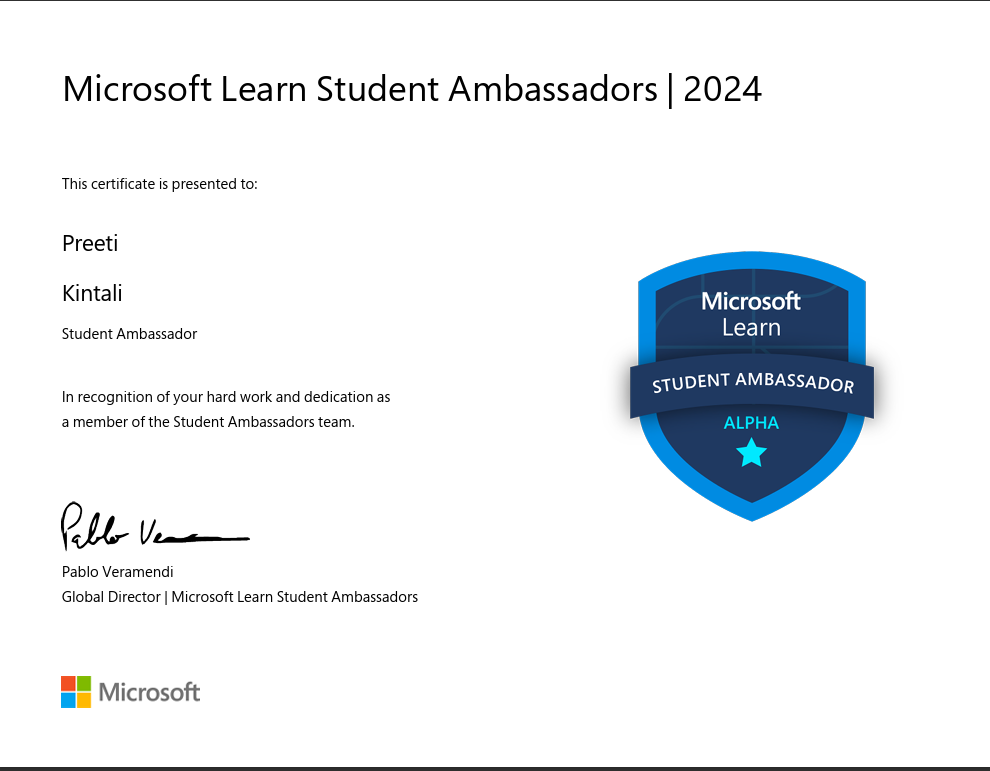 Microsoft Learn Student Ambassadors | 2024
This certificate is presented to:
Preeti
Kintali
Student Ambassador
In recognition of your hard work and dedication as
a member of the Student Ambassadors team.
Pablo Veramendi
Global Director | Microsoft Learn Student Ambassadors
Microsoft
Microsoft
Learn
STUDENT AMBASSADOR
ALPHA